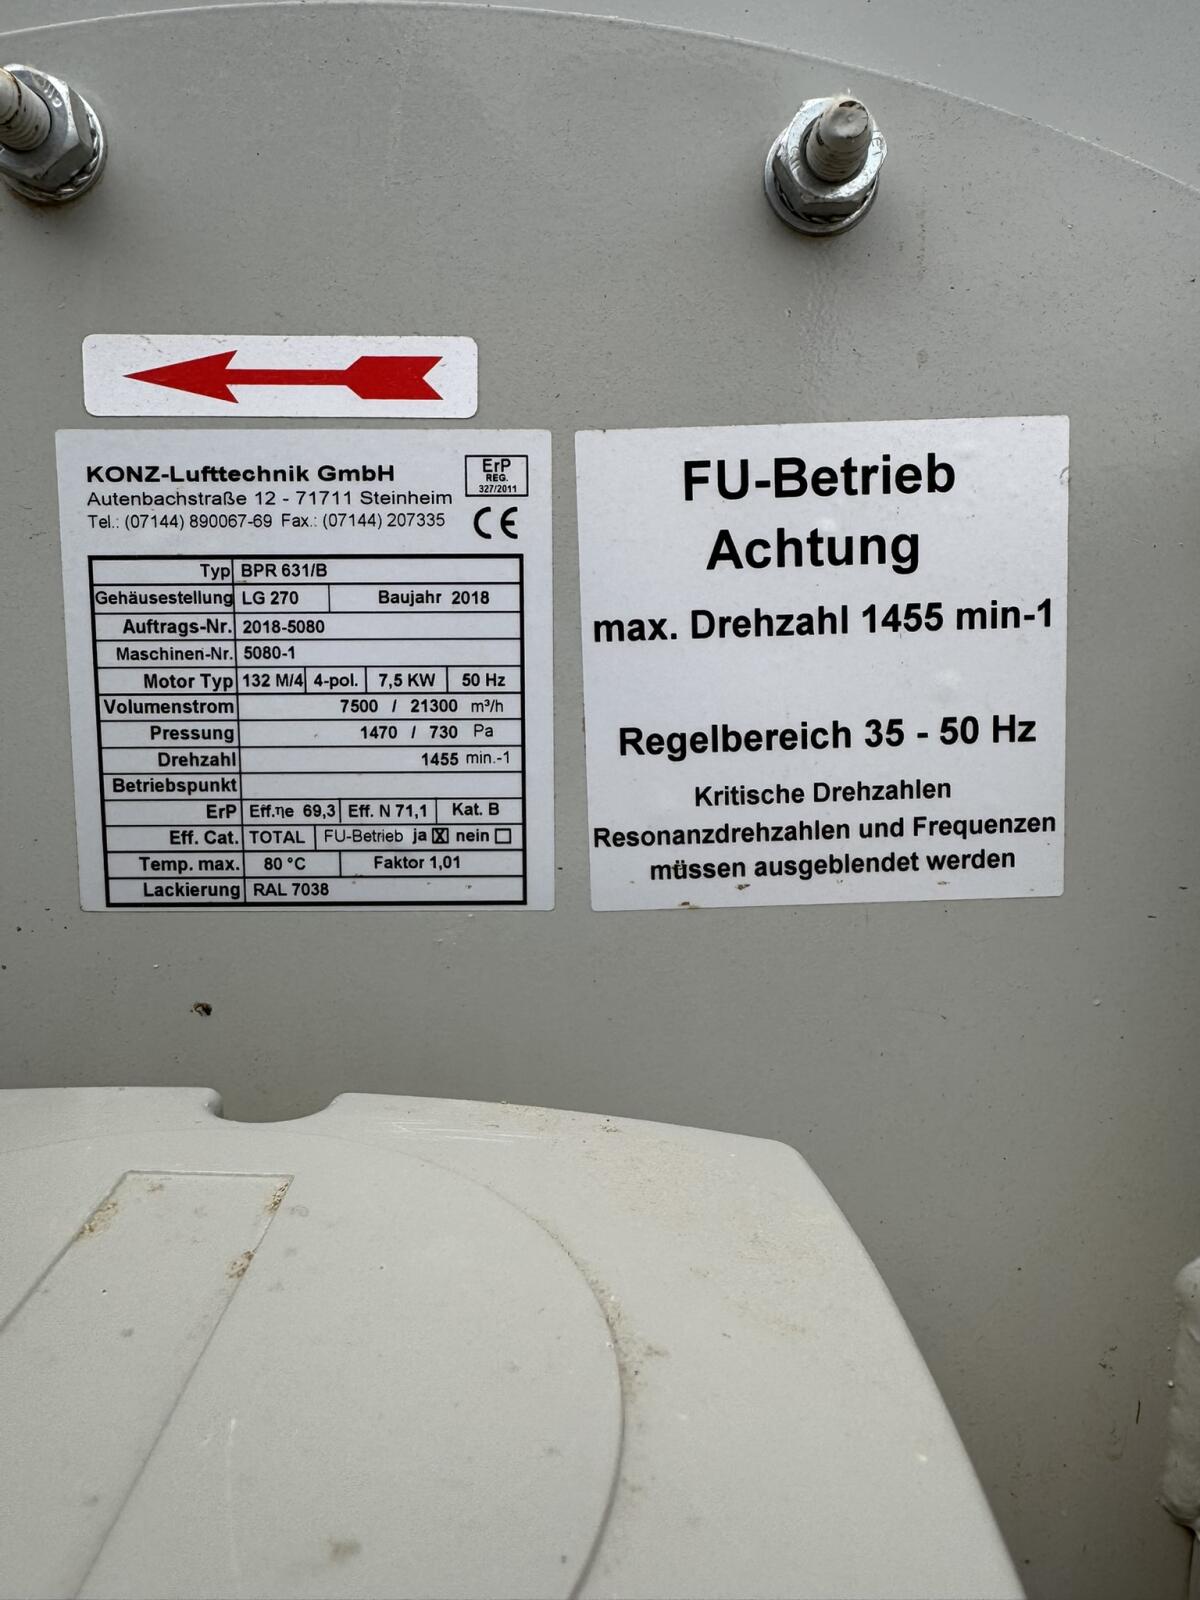 KONZ-Lufttechnik GmbH
Autenbachstraße 12 - 71711 Steinheim
Tel.: (07144) 890067-69 Fax.: (07144) 207335
ErP
REG.
327/2011
CE
Typ BPR 631/B
Gehäusestellung LG 270 Baujahr 2018
Auftrags-Nr. 2018-5080
Maschinen-Nr. 5080-1
Motor Typ 132 M/4 4-pol. 7,5 KW 50 Hz
Volumenstrom 7500 / 21300 m³/h
Pressung 1470 / 730 Pa
Drehzahl 1455 min.-1
Betriebspunkt
ErP Eff.ηe 69,3 Eff. N 71,1 Kat. B
Eff. Cat. TOTAL FU-Betrieb ja ☒ nein ☐
Temp. max. 80 °C Faktor 1,01
Lackierung RAL 7038
FU-Betrieb
Achtung
max. Drehzahl 1455 min-1
Regelbereich 35 - 50 Hz
Kritische Drehzahlen
Resonanzdrehzahlen und Frequenzen
müssen ausgeblendet werden